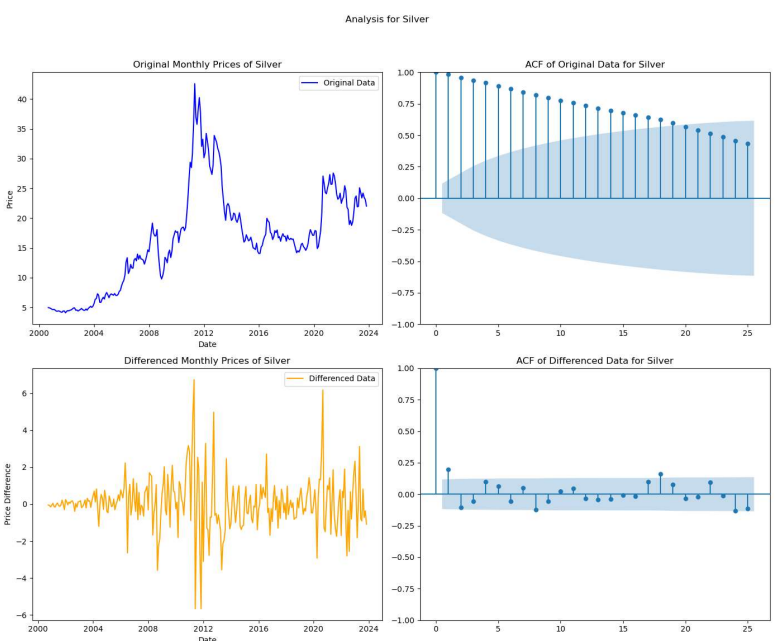 Analysis for Silver
Original Monthly Prices of Silver
Original Data
40
35
30
25
20
15
10
5
Price
2000 2004 2008 2012 2016 2020 2024
Date
ACF of Original Data for Silver
1.00
0.75
0.50
0.25
0.00
−0.25
−0.50
−0.75
−1.00
0 5 10 15 20 25
Differenced Monthly Prices of Silver
Differenced Data
6
4
2
0
−2
−4
−6
Price Difference
2000 2004 2008 2012 2016 2020 2024
Date
ACF of Differenced Data for Silver
1.00
0.75
0.50
0.25
0.00
−0.25
−0.50
−0.75
−1.00
0 5 10 15 20 25